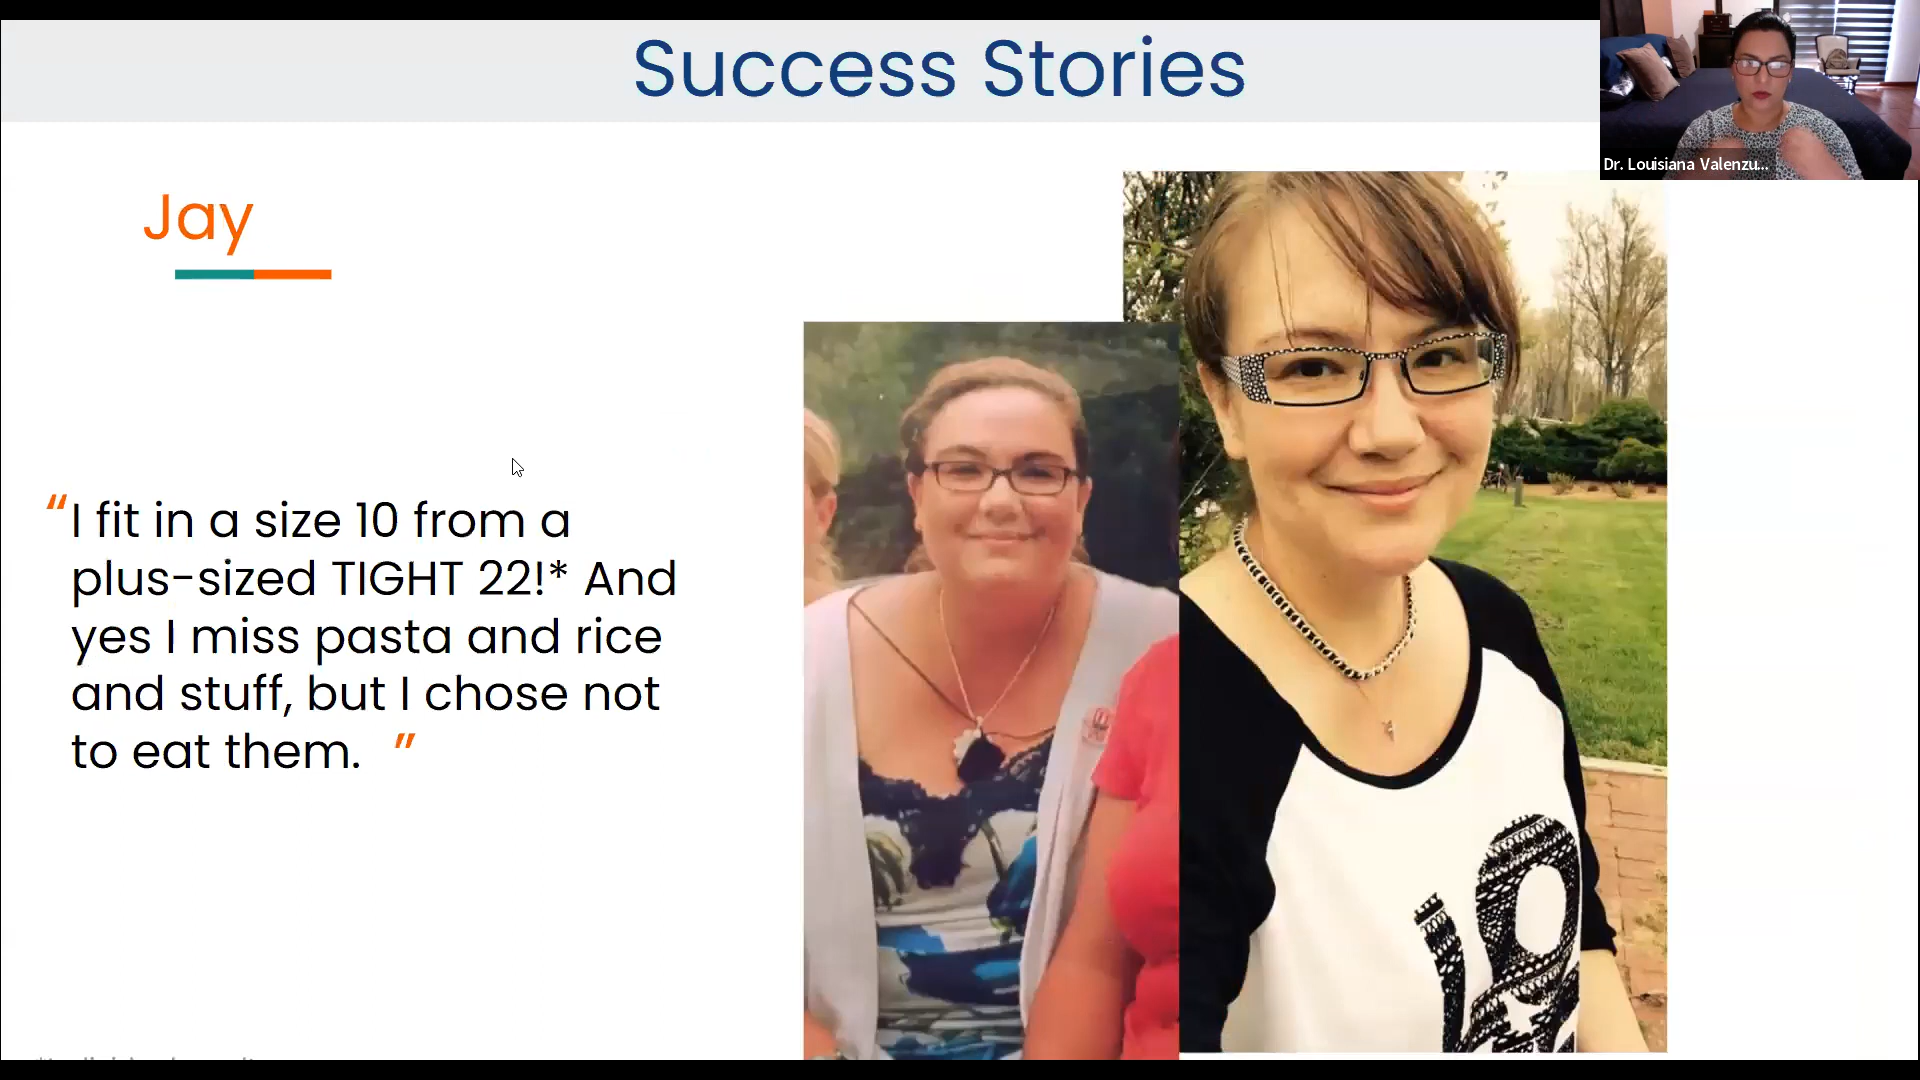 Success Stories
Dr. Louisiana Valenzu...
Jay
“I fit in a size 10 from a
plus-sized TIGHT 22!* And
yes I miss pasta and rice
and stuff, but I chose not
to eat them. ”